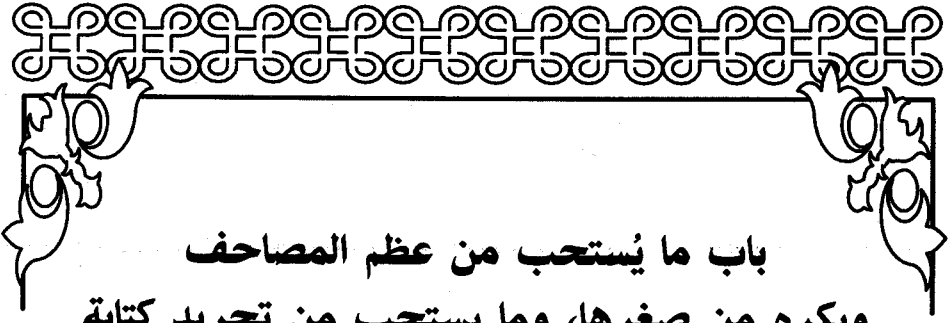 باب ما يُستحب من عظم المصاحف
ويكره من صغرها، وما يستحب من تجريد كتابة